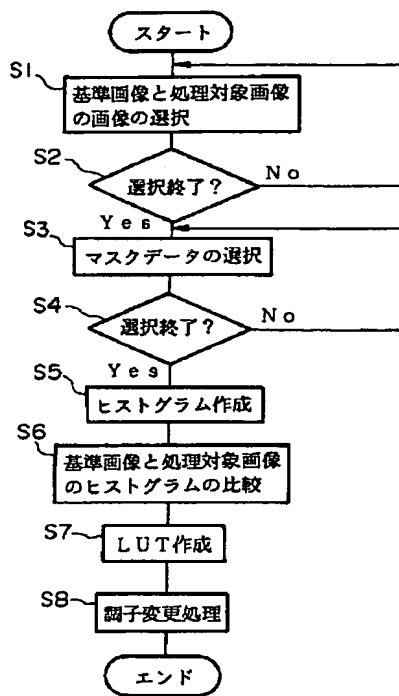 スタート
S1
基準画像と処理対象画像
の画像の選択
S2
選択終了?
No
Yes
S3
マスクデータの選択
S4
選択終了?
No
Yes
S5
ヒストグラム作成
S6
基準画像と処理対象画像
のヒストグラムの比較
S7
LUT作成
S8
調子変更処理
エンド